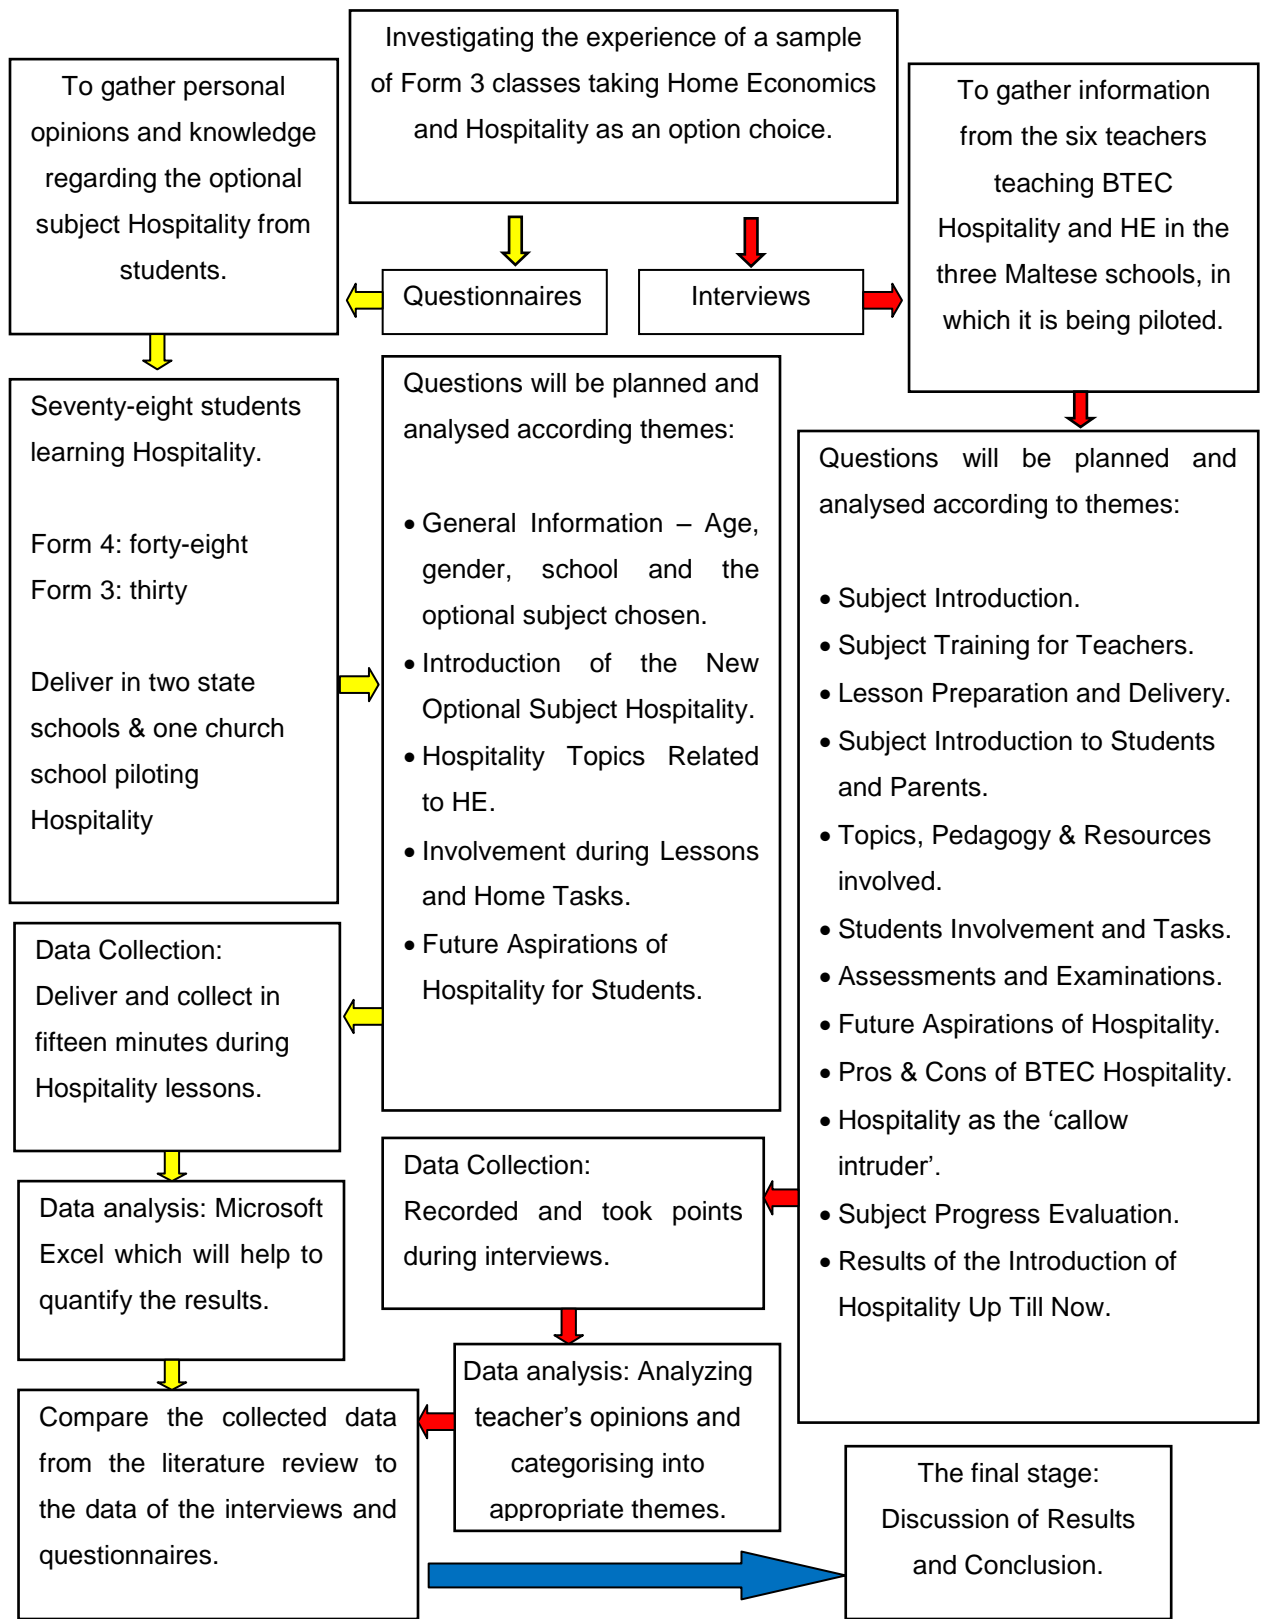 Investigating the experience of a sample
of Form 3 classes taking Home Economics
and Hospitality as an option choice.
To gather personal
opinions and knowledge
regarding the optional
subject Hospitality from
students.
To gather information
from the six teachers
teaching BTEC
Hospitality and HE in the
three Maltese schools, in
which it is being piloted.
Questionnaires
Interviews
Seventy-eight students
learning Hospitality.
Form 4: forty-eight
Form 3: thirty
Deliver in two state
schools & one church
school piloting
Hospitality
Questions will be planned and
analysed according themes:
• General Information – Age,
gender, school and the
optional subject chosen.
• Introduction of the New
Optional Subject Hospitality.
• Hospitality Topics Related
to HE.
• Involvement during Lessons
and Home Tasks.
• Future Aspirations of
Hospitality for Students.
Questions will be planned and
analysed according to themes:
• Subject Introduction.
• Subject Training for Teachers.
• Lesson Preparation and Delivery.
• Subject Introduction to Students
and Parents.
• Topics, Pedagogy & Resources
involved.
• Students Involvement and Tasks.
• Assessments and Examinations.
• Future Aspirations of Hospitality.
• Pros & Cons of BTEC Hospitality.
• Hospitality as the ‘callow
intruder’.
• Subject Progress Evaluation.
• Results of the Introduction of
Hospitality Up Till Now.
Data Collection:
Deliver and collect in
fifteen minutes during
Hospitality lessons.
Data Collection:
Recorded and took points
during interviews.
Data analysis: Microsoft
Excel which will help to
quantify the results.
Data analysis: Analyzing
teacher’s opinions and
categorising into
appropriate themes.
Compare the collected data
from the literature review to
the data of the interviews and
questionnaires.
The final stage:
Discussion of Results
and Conclusion.